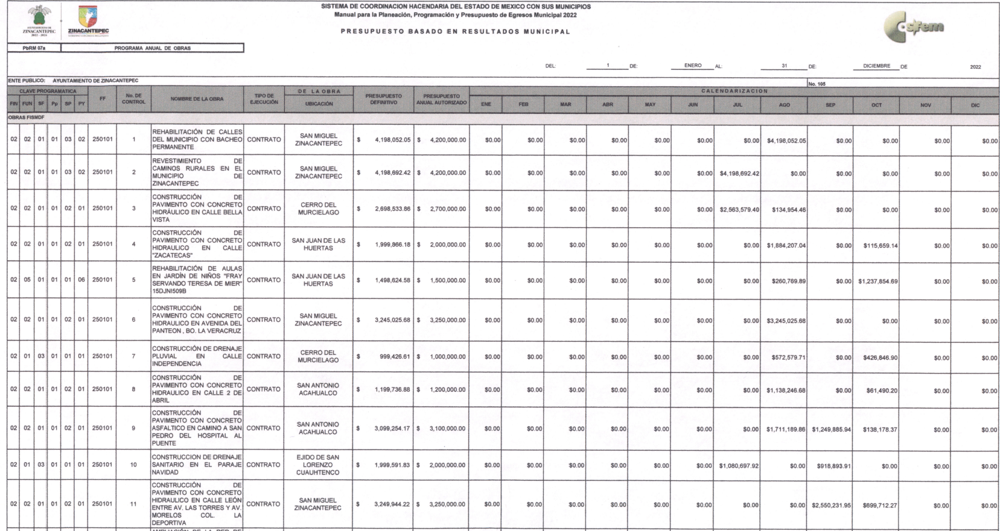 SISTEMA DE COORDINACION HACENDARIA DEL ESTADO DE MEXICO CON SUS MUNICIPIOS
Manual para la Planeación, Programación y Presupuesto de Egresos Municipal 2022
PRESUPUESTO BASADO EN RESULTADOS MUNICIPAL
ZINACANTEPEC
2022 - 2024
ZINACANTEPEC
osfem
PbRM 07a PROGRAMA ANUAL DE OBRAS
DEL: 1 DE: ENERO AL: 31 DE: DICIEMBRE DE 2022
ENTE PUBLICO: AYUNTAMIENTO DE ZINACANTEPEC No. 105
CLAVE PROGRAMATICA FF No. DE CONTROL NOMBRE DE LA OBRA TIPO DE EJECUCIÓN DE LA OBRA PRESUPUESTO DEFINITIVO PRESUPUESTO ANUAL AUTORIZADO CALENDARIZACION
FIN FUN SF Pp SP PY UBICACIÓN ENE FEB MAR ABR MAY JUN JUL AGO SEP OCT NOV DIC
OBRAS FISMDF
02 02 01 01 03 02 250101 1 REHABILITACIÓN DE CALLES DEL MUNICIPIO CON BACHEO PERMANENTE CONTRATO SAN MIGUEL ZINACANTEPEC $ 4,198,052.05 $ 4,200,000.00 $0.00 $0.00 $0.00 $0.00 $0.00 $0.00 $0.00 $4,198,052.05 $0.00 $0.00 $0.00 $0.00
02 02 01 01 03 02 250101 2 REVESTIMIENTO DE CAMINOS RURALES EN EL MUNICIPIO DE ZINACANTEPEC CONTRATO SAN MIGUEL ZINACANTEPEC $ 4,198,692.42 $ 4,200,000.00 $0.00 $0.00 $0.00 $0.00 $0.00 $0.00 $4,198,692.42 $0.00 $0.00 $0.00 $0.00 $0.00
02 02 01 01 02 01 250101 3 CONSTRUCCIÓN DE PAVIMENTO CON CONCRETO HIDRÁULICO EN CALLE BELLA VISTA CONTRATO CERRO DEL MURCIELAGO $ 2,698,533.86 $ 2,700,000.00 $0.00 $0.00 $0.00 $0.00 $0.00 $0.00 $2,563,579.40 $134,954.46 $0.00 $0.00 $0.00 $0.00
02 02 01 01 02 01 250101 4 CONSTRUCCIÓN DE PAVIMENTO CON CONCRETO HIDRAULICO EN CALLE "ZACATECAS" CONTRATO SAN JUAN DE LAS HUERTAS $ 1,999,866.18 $ 2,000,000.00 $0.00 $0.00 $0.00 $0.00 $0.00 $0.00 $0.00 $1,884,207.04 $0.00 $115,659.14 $0.00 $0.00
02 05 01 01 01 06 250101 5 REHABILITACIÓN DE AULAS EN JARDÍN DE NIÑOS "FRAY SERVANDO TERESA DE MIER" 15DJNI509B CONTRATO SAN JUAN DE LAS HUERTAS $ 1,498,624.58 $ 1,500,000.00 $0.00 $0.00 $0.00 $0.00 $0.00 $0.00 $0.00 $260,769.89 $0.00 $1,237,854.69 $0.00 $0.00
02 02 01 01 02 01 250101 6 CONSTRUCCIÓN DE PAVIMENTO CON CONCRETO HIDRAULICO EN AVENIDA DEL PANTEON , BO. LA VERACRUZ CONTRATO SAN MIGUEL ZINACANTEPEC $ 3,245,025.68 $ 3,250,000.00 $0.00 $0.00 $0.00 $0.00 $0.00 $0.00 $0.00 $3,245,025.68 $0.00 $0.00 $0.00 $0.00
02 01 03 01 01 01 250101 7 CONSTRUCCIÓN DE DRENAJE PLUVIAL EN CALLE INDEPENDENCIA CONTRATO CERRO DEL MURCIELAGO $ 999,426.61 $ 1,000,000.00 $0.00 $0.00 $0.00 $0.00 $0.00 $0.00 $0.00 $572,579.71 $0.00 $426,846.90 $0.00 $0.00
02 02 01 01 02 01 250101 8 CONSTRUCCIÓN DE PAVIMENTO CON CONCRETO HIDRAULICO EN CALLE 2 DE ABRIL CONTRATO SAN ANTONIO ACAHUALCO $ 1,199,736.88 $ 1,200,000.00 $0.00 $0.00 $0.00 $0.00 $0.00 $0.00 $0.00 $1,138,246.68 $0.00 $61,490.20 $0.00 $0.00
02 02 01 01 02 01 250101 9 CONSTRUCCIÓN DE PAVIMENTO CON CONCRETO ASFALTICO EN CAMINO A SAN PEDRO DEL HOSPITAL AL PUENTE CONTRATO SAN ANTONIO ACAHUALCO $ 3,099,254.17 $ 3,100,000.00 $0.00 $0.00 $0.00 $0.00 $0.00 $0.00 $0.00 $1,711,189.86 $1,249,885.94 $138,178.37 $0.00 $0.00
02 01 03 01 01 01 250101 10 CONSTRUCCION DE DRENAJE SANITARIO EN EL PARAJE NAVIDAD CONTRATO EJIDO DE SAN LORENZO CUAUHTENCO $ 1,999,591.83 $ 2,000,000.00 $0.00 $0.00 $0.00 $0.00 $0.00 $0.00 $1,080,697.92 $0.00 $918,893.91 $0.00 $0.00 $0.00
02 02 01 01 02 01 250101 11 CONSTRUCCIÓN DE PAVIMENTO CON CONCRETO HIDRAULICO EN CALLE LEÓN ENTRE AV. LAS TORRES Y AV. MORELOS COL. LA DEPORTIVA CONTRATO SAN MIGUEL ZINACANTEPEC $ 3,249,944.22 $ 3,250,000.00 $0.00 $0.00 $0.00 $0.00 $0.00 $0.00 $0.00 $0.00 $2,550,231.95 $699,712.27 $0.00 $0.00
AMPLIACIÓN DE LA RED DE